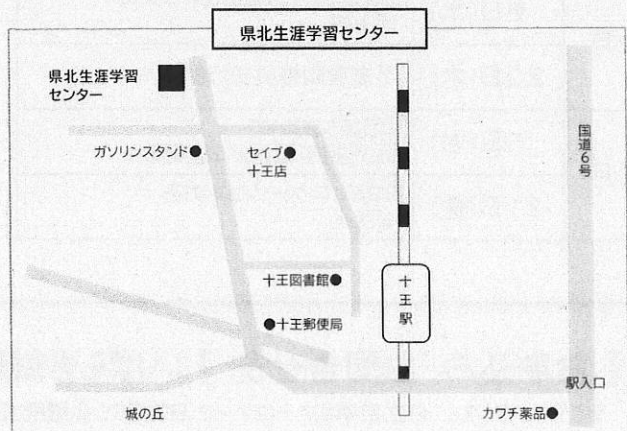 県北生涯学習センター
県北生涯学習
センター
ガソリンスタンド
セイブ
十王店
国道6号
十王図書館
十王駅
十王郵便局
駅入口
城の丘
カワチ薬品